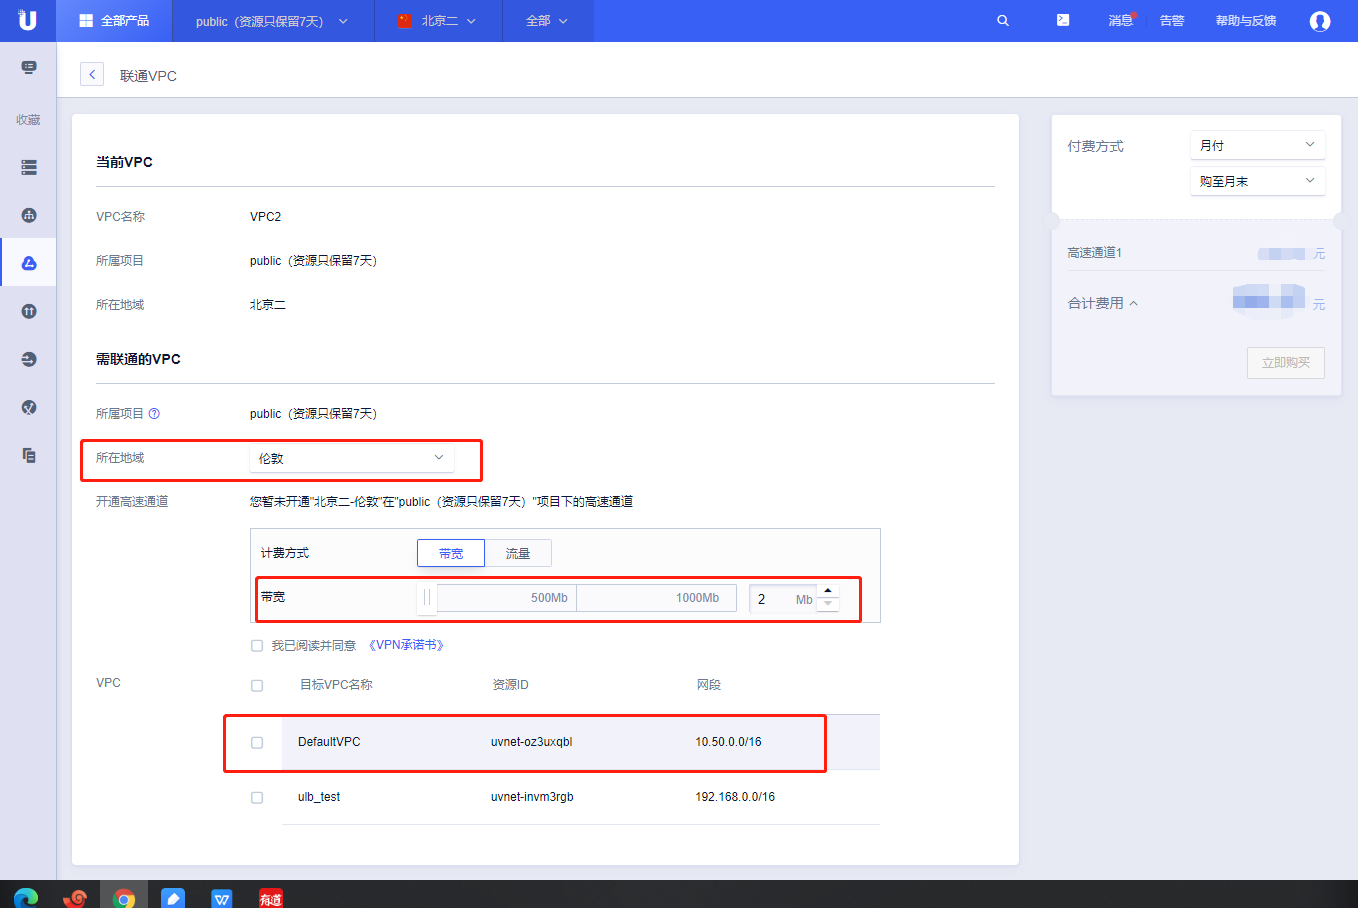 U 全部产品 public（资源只保留7天） 北京二 全部 消息 告警 帮助与反馈
联通VPC
收藏
当前VPC
VPC名称 VPC2
所属项目 public（资源只保留7天）
所在地域 北京二
需联通的VPC
所属项目 ? public（资源只保留7天）
所在地域 伦敦
开通高速通道 您暂未开通"北京二-伦敦"在"public（资源只保留7天）"项目下的高速通道
计费方式 带宽 流量
带宽 500Mb 1000Mb 2 Mb
我已阅读并同意 《VPN承诺书》
VPC 目标VPC名称 资源ID 网段
DefaultVPC uvnet-oz3uxqbl 10.50.0.0/16
ulb_test uvnet-invm3rgb 192.168.0.0/16
付费方式 月付
购至月末
高速通道1 元
合计费用 元
立即购买
有道